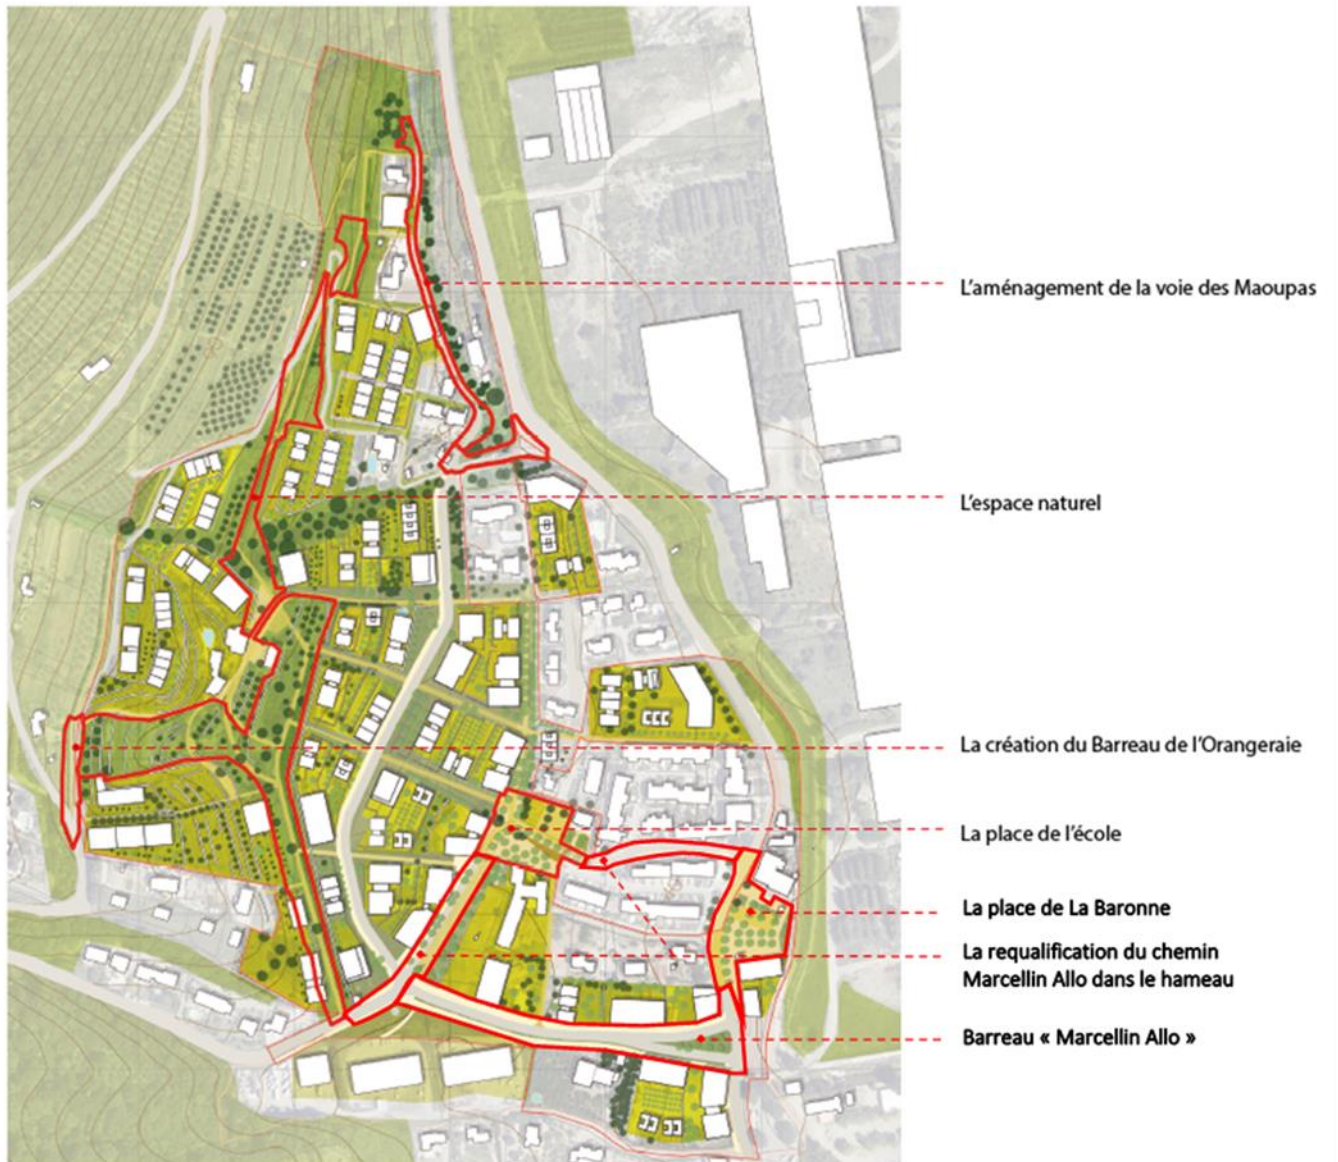 L’aménagement de la voie des Maoupas
L’espace naturel
La création du Barreau de l’Orangeraie
La place de l’école
La place de La Baronne
La requalification du chemin
Marcellin Allo dans le hameau
Barreau « Marcellin Allo »